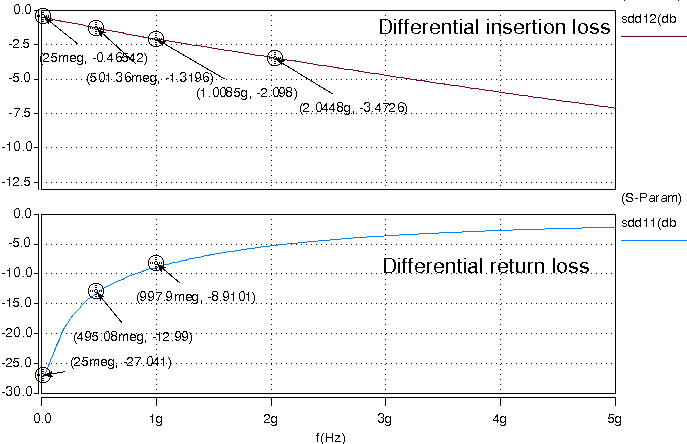 0.0
Differential insertion loss
sdd12(db
-2.5
(25meg, -0.46542)
(501.36meg, -1.3196)
-5.0
(1.0085g, -2.098)
(2.0448g, -3.4726)
-7.5
-10.0
-12.5
(S-Param)
0.0
sdd11(db
-5.0
Differential return loss
-10.0
(997.9meg, -8.9101)
-15.0
(495.08meg, -12.99)
-20.0
(25meg, -27.041)
-25.0
-30.0
0.0 1g 2g 3g 4g 5g
f(Hz)